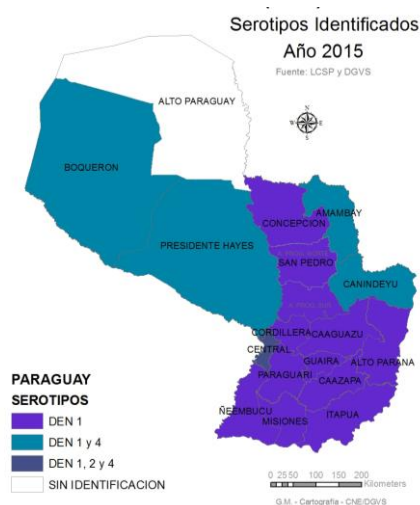 Serotipos Identificados
Año 2015
Fuente: LCSP y DGVS
N
W E
S
ALTO PARAGUAY
BOQUERON
AMAMBAY
CONCEPCION
PRESIDENTE HAYES
SAN PEDRO
CANINDEYU
CORDILLERA
CAAGUAZU
CENTRAL
GUAIRA
ALTO PARANA
PARAGUARI
CAAZAPA
ÑEEMBUCU
MISIONES
ITAPUA
PARAGUAY
SEROTIPOS
DEN 1
DEN 1 y 4
DEN 1, 2 y 4
SIN IDENTIFICACION
0 25 50 100 150 200
Kilometers
G.M. - Cartografía - CNE/DGVS